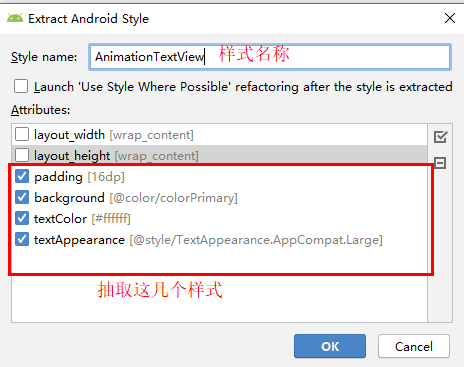 Extract Android Style
Style name: AnimationTextView 样式名称
Launch 'Use Style Where Possible' refactoring after the style is extracted
Attributes:
layout_width [wrap_content]
layout_height [wrap_content]
padding [16dp]
background [@color/colorPrimary]
textColor [#ffffff]
textAppearance [@style/TextAppearance.AppCompat.Large]
抽取这几个样式
OK Cancel